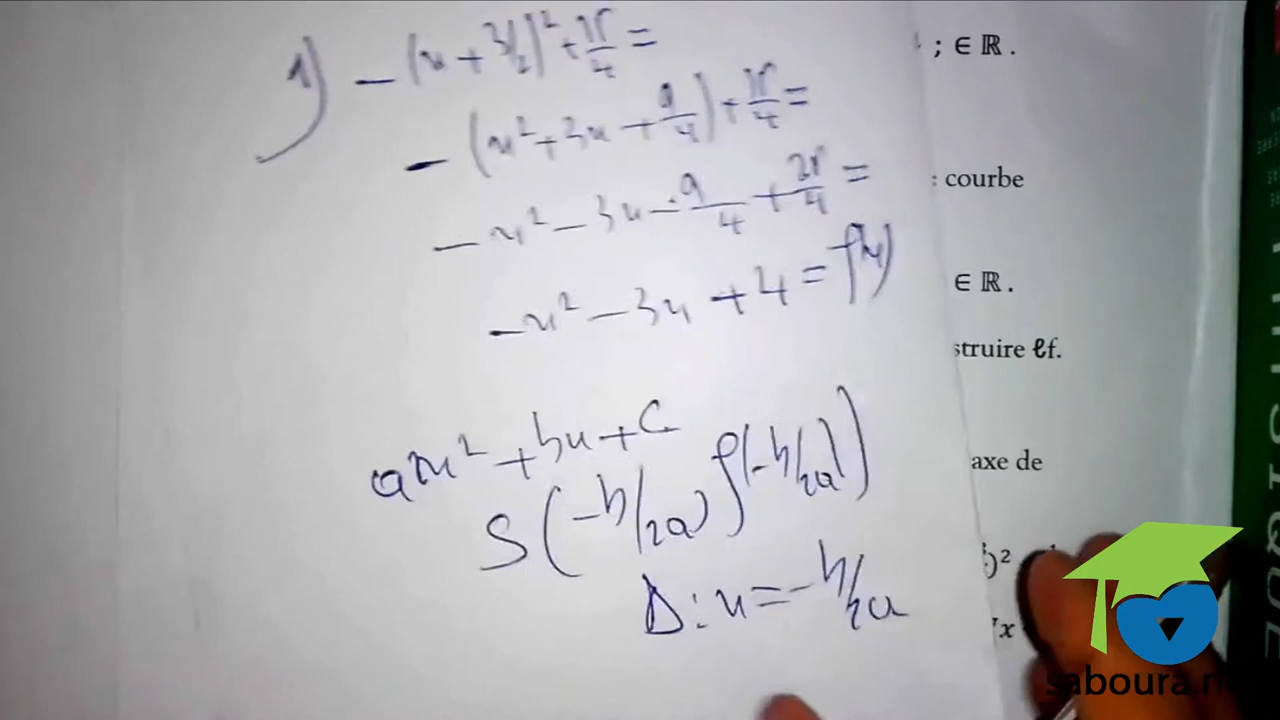 1) -(x + 3/2)² + 25/4 =
; ∈ ℝ.
-(x² + 3x + 9/4) + 25/4 =
: courbe
-x² - 3x - 9/4 + 25/4 =
∈ ℝ.
-x² - 3x + 4 = f(x)
struire ℓf.
ax² + bx + c
axe de
S(-b/2a, f(-b/2a))
)²
Δ: x = -b/2a
x
saboura